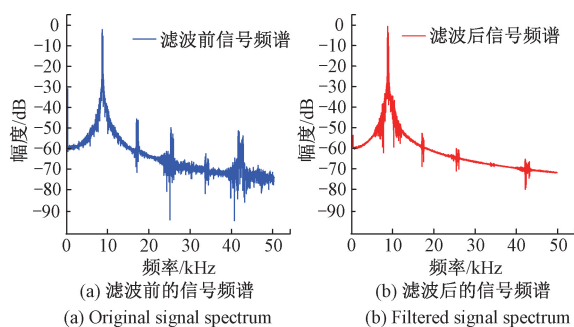 0
−10
−20
−30
−40
−50
−60
−70
−80
−90
幅度/dB
滤波前信号频谱
0 10 20 30 40 50
频率/kHz
(a) 滤波前的信号频谱
(a) Original signal spectrum
0
−10
−20
−30
−40
−50
−60
−70
−80
−90
幅度/dB
滤波后信号频谱
0 10 20 30 40 50
频率/kHz
(b) 滤波后的信号频谱
(b) Filtered signal spectrum